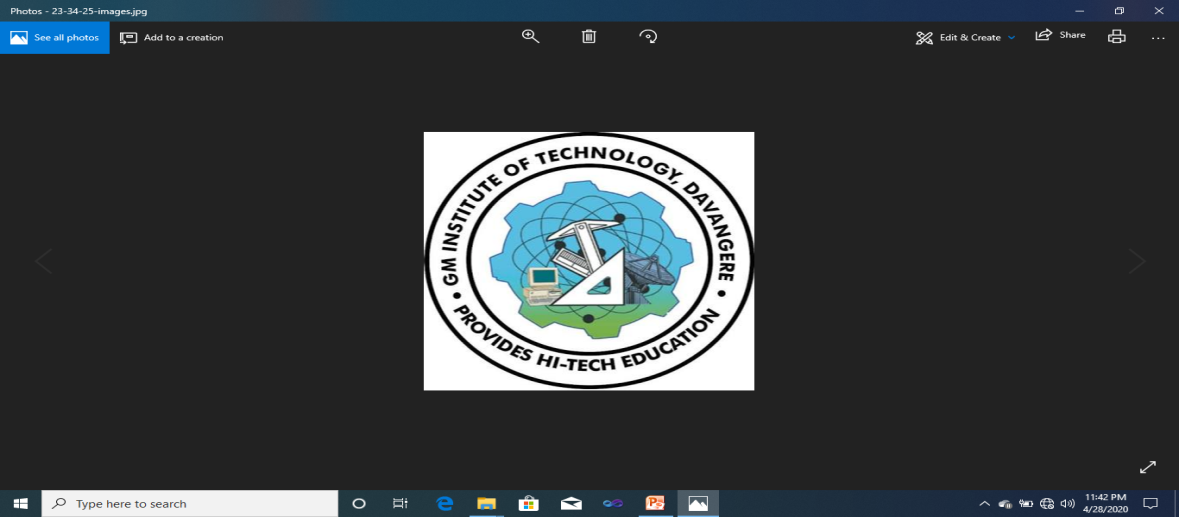 Photos - 23-34-25-images.jpg
See all photos
Add to a creation
Edit & Create
Share
GM INSTITUTE OF TECHNOLOGY, DAVANGERE
• PROVIDES HI-TECH EDUCATION •
Type here to search
11:42 PM
4/28/2020